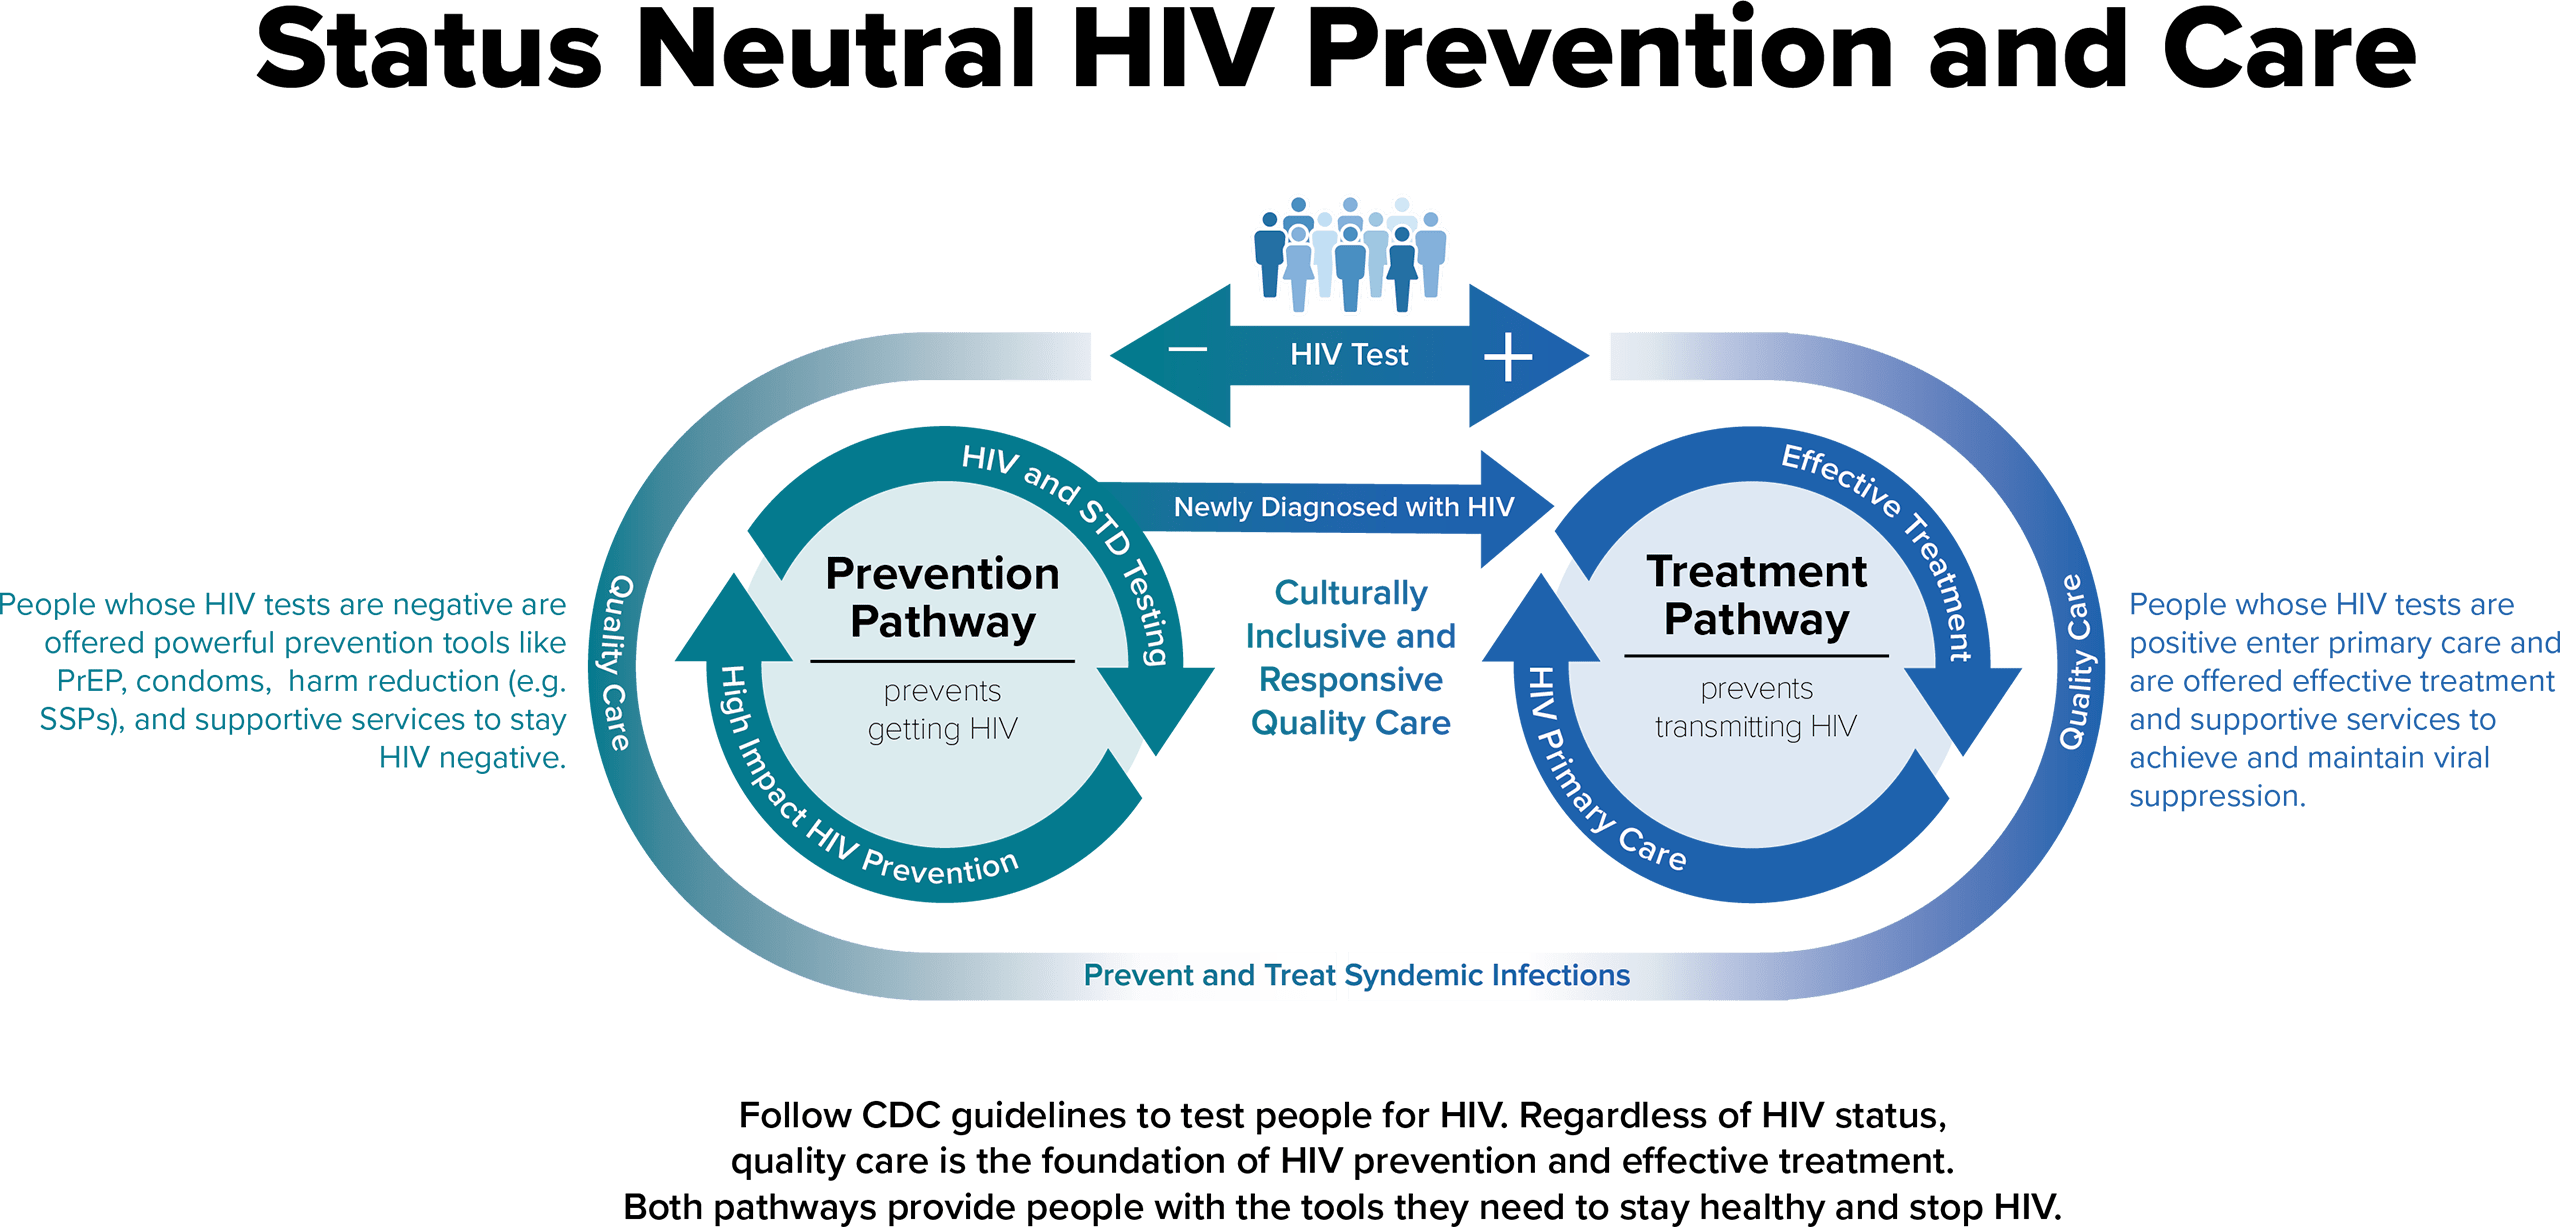 Status Neutral HIV Prevention and Care
— HIV Test +
HIV and STD Testing
Newly Diagnosed with HIV
Effective Treatment
Prevention
Pathway
prevents
getting HIV
High Impact HIV Prevention
Culturally
Inclusive and
Responsive
Quality Care
Treatment
Pathway
prevents
transmitting HIV
HIV Primary Care
People whose HIV tests are negative are
offered powerful prevention tools like
PrEP, condoms,  harm reduction (e.g.
SSPs), and supportive services to stay
HIV negative.
Quality Care
Quality Care
People whose HIV tests are
positive enter primary care and
are offered effective treatment
and supportive services to
achieve and maintain viral
suppression.
Prevent and Treat Syndemic Infections
Follow CDC guidelines to test people for HIV. Regardless of HIV status,
quality care is the foundation of HIV prevention and effective treatment.
Both pathways provide people with the tools they need to stay healthy and stop HIV.